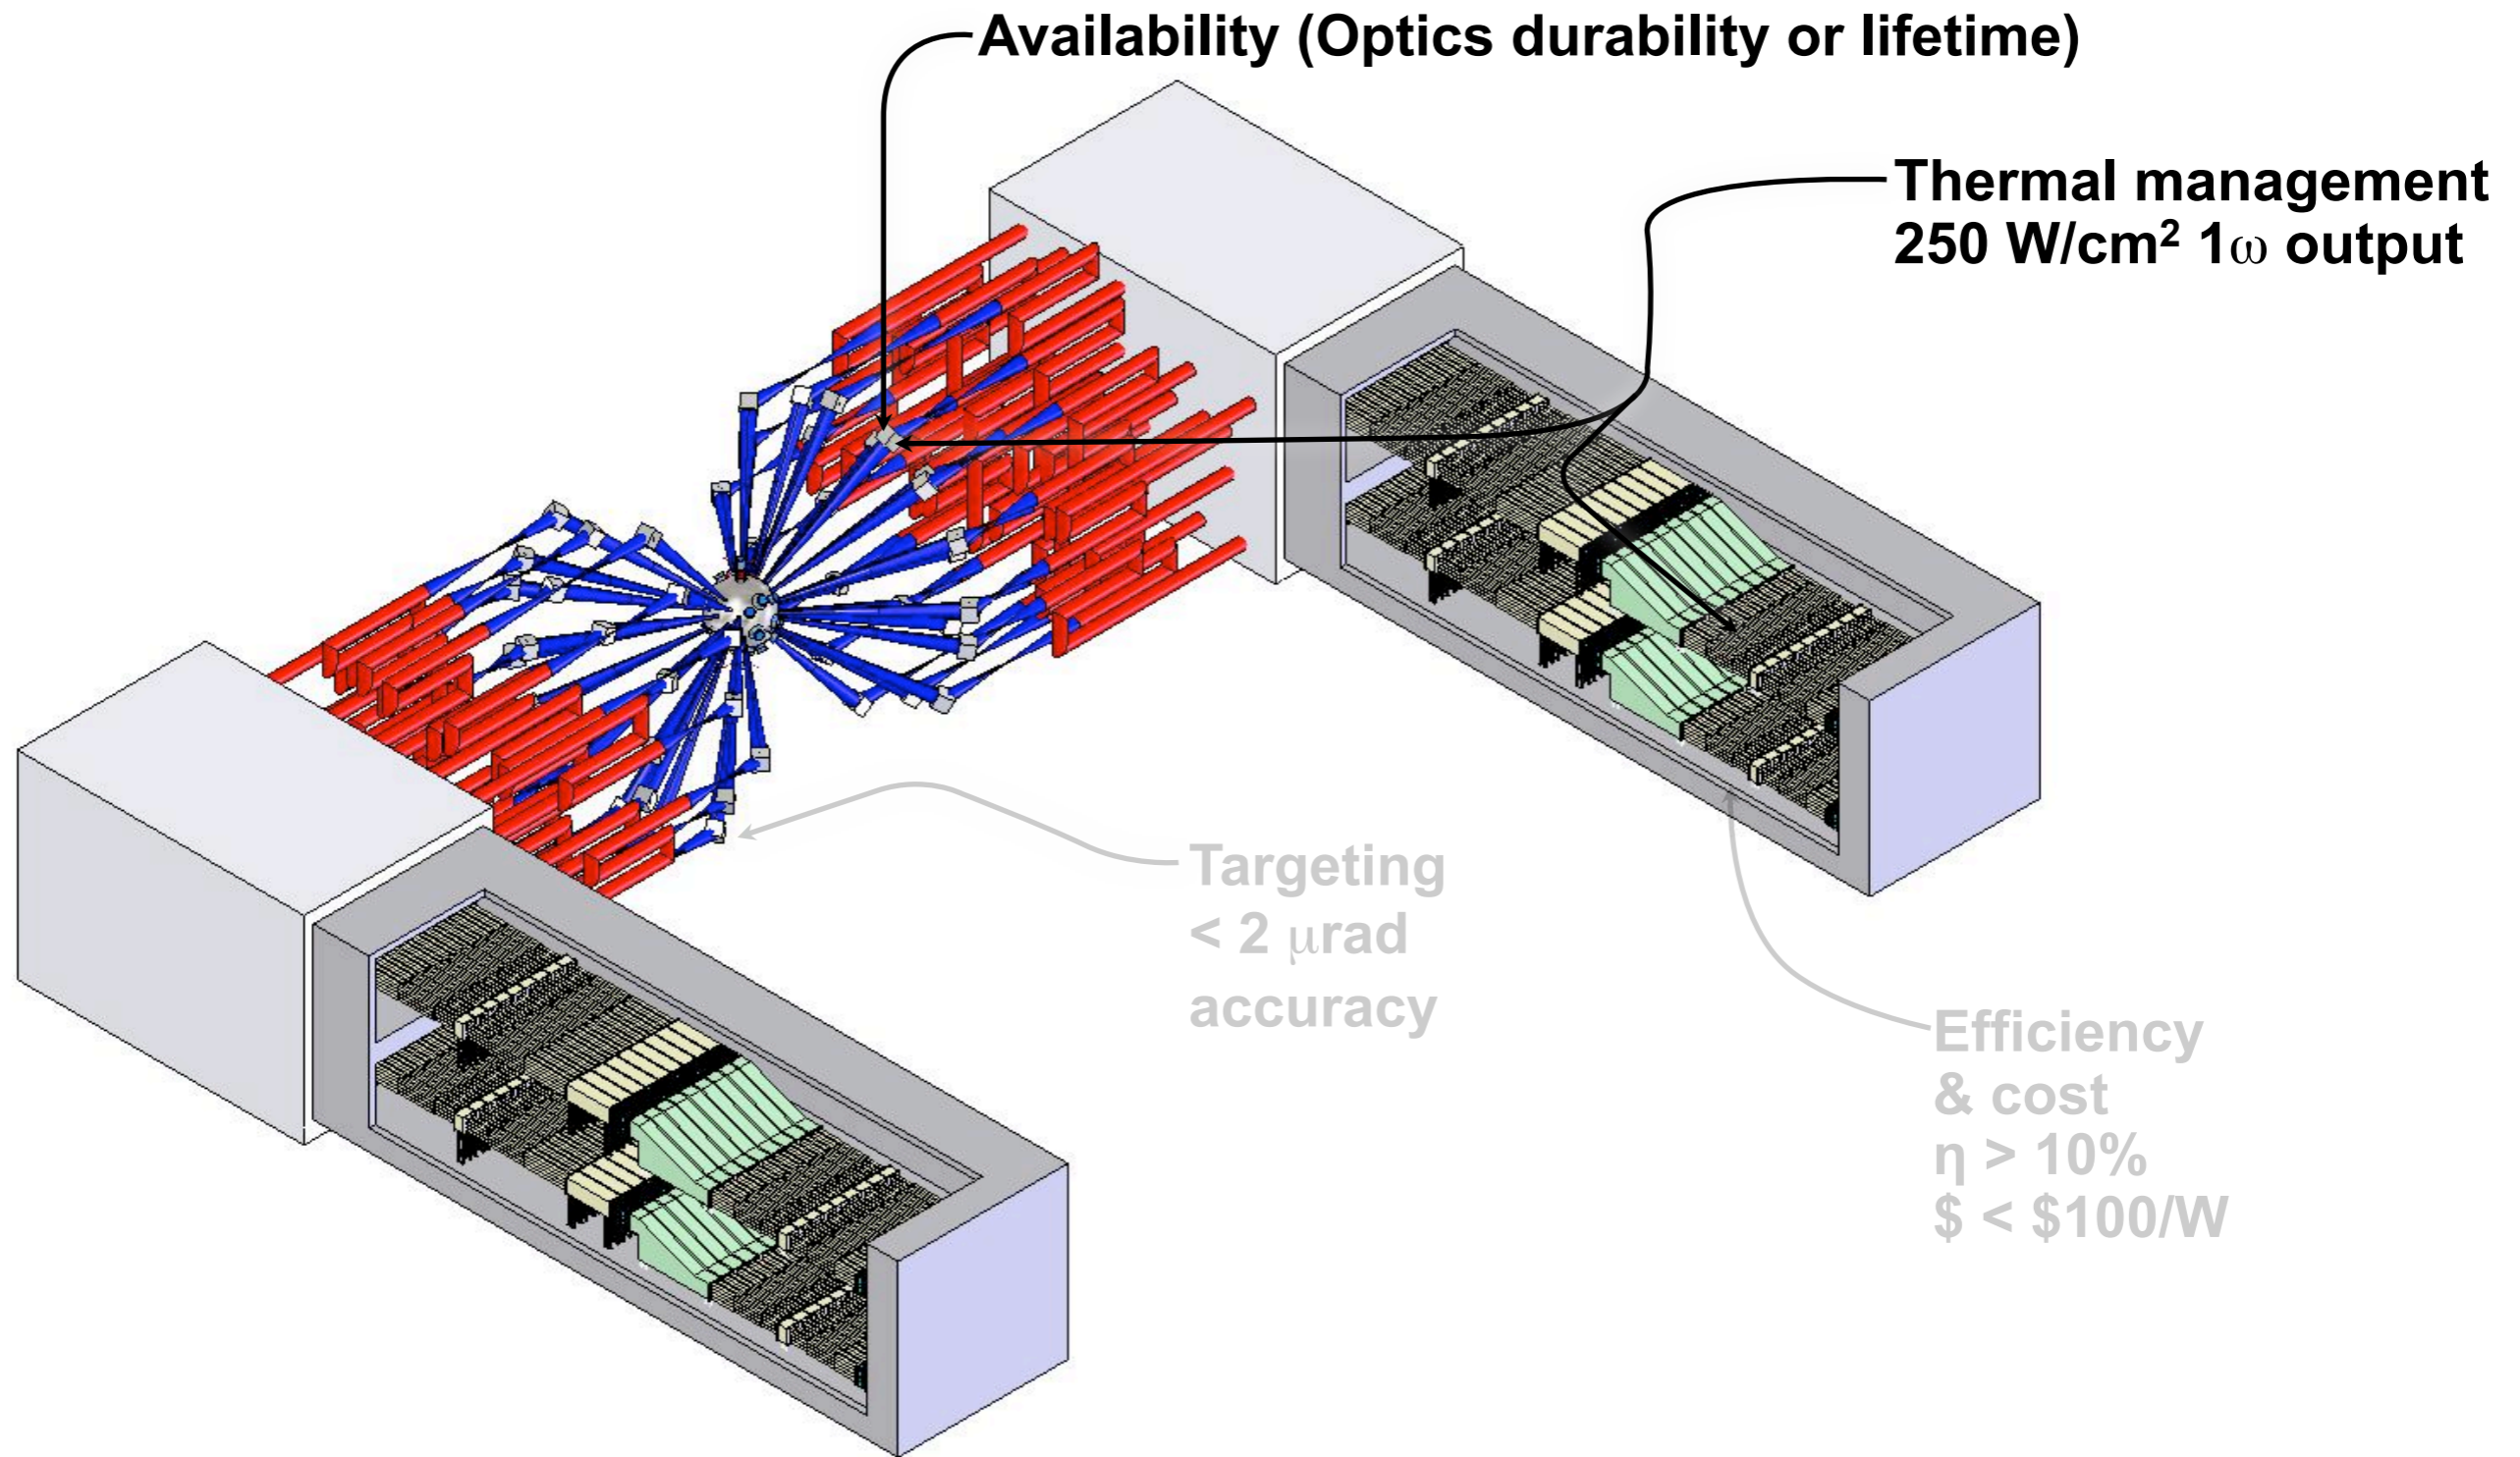 Availability (Optics durability or lifetime)
Thermal management
250 W/cm² 1ω output
Targeting
< 2 μrad
accuracy
Efficiency
& cost
η > 10%
$ < $100/W